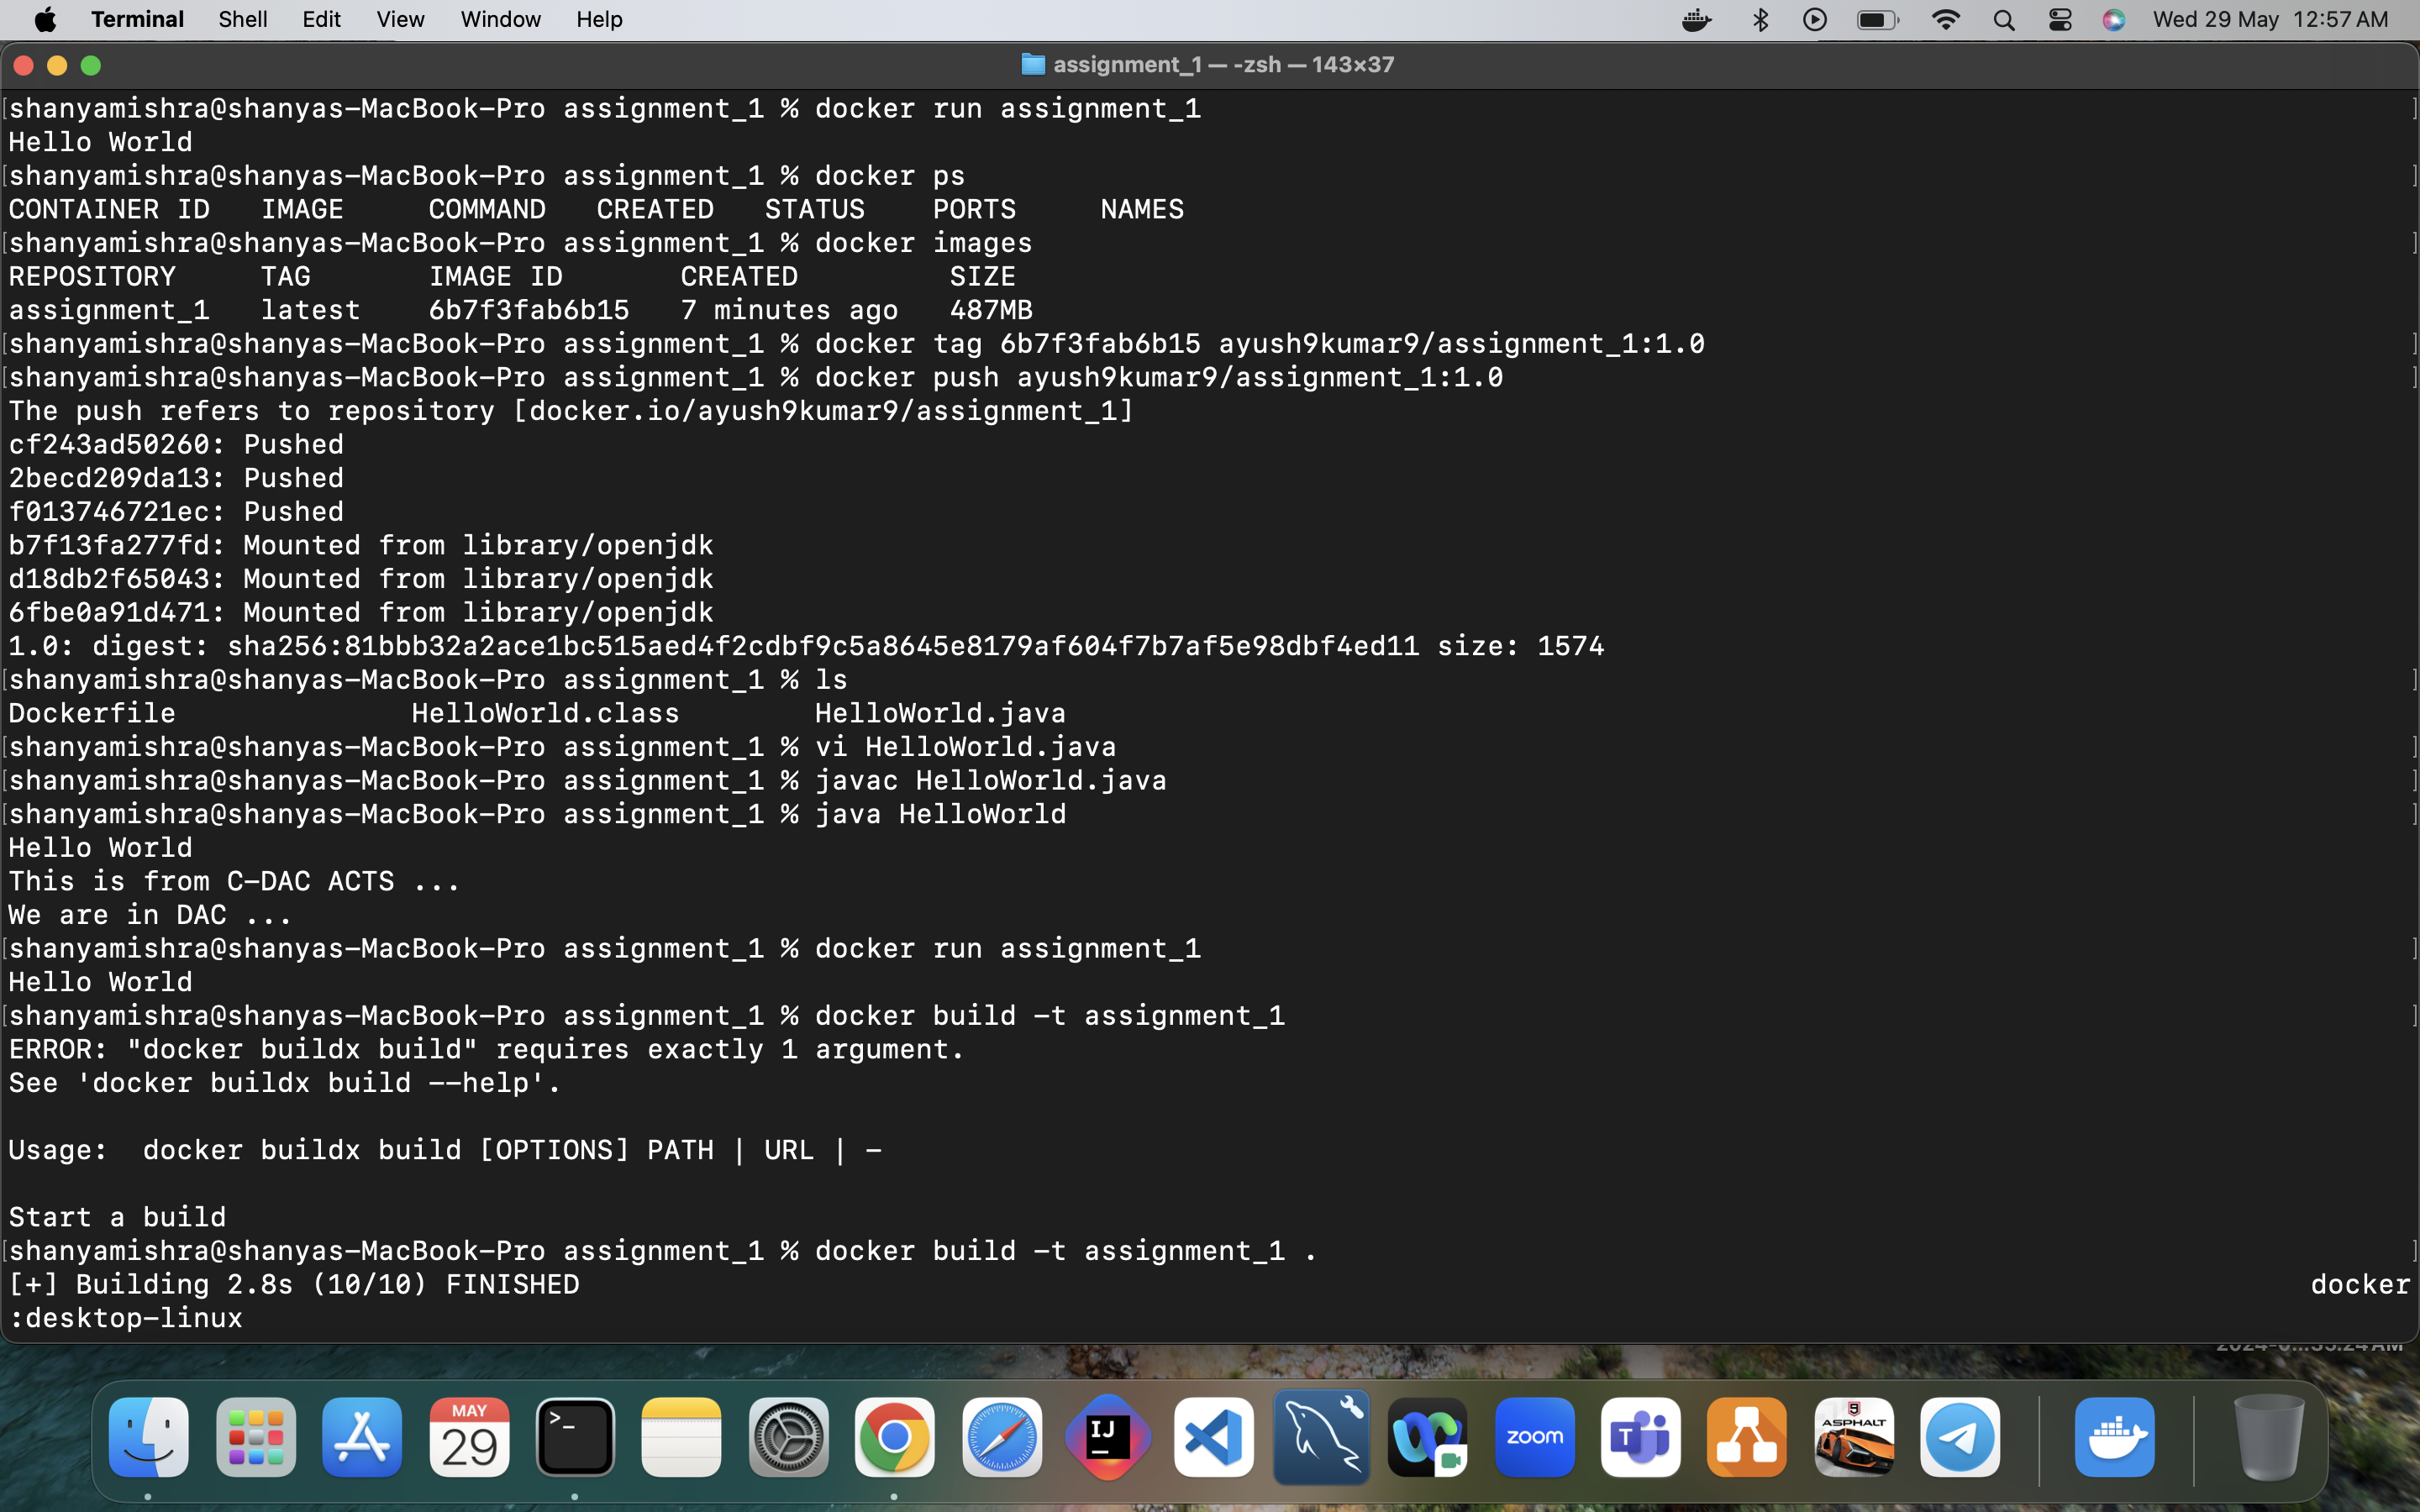 Terminal Shell Edit View Window Help Wed 29 May 12:57 AM
assignment_1 — -zsh — 143×37
[shanyamishra@shanyas-MacBook-Pro assignment_1 % docker run assignment_1 ]
Hello World
[shanyamishra@shanyas-MacBook-Pro assignment_1 % docker ps ]
CONTAINER ID   IMAGE     COMMAND   CREATED   STATUS    PORTS     NAMES
[shanyamishra@shanyas-MacBook-Pro assignment_1 % docker images ]
REPOSITORY     TAG       IMAGE ID       CREATED         SIZE
assignment_1   latest    6b7f3fab6b15   7 minutes ago   487MB
[shanyamishra@shanyas-MacBook-Pro assignment_1 % docker tag 6b7f3fab6b15 ayush9kumar9/assignment_1:1.0 ]
[shanyamishra@shanyas-MacBook-Pro assignment_1 % docker push ayush9kumar9/assignment_1:1.0 ]
The push refers to repository [docker.io/ayush9kumar9/assignment_1]
cf243ad50260: Pushed
2becd209da13: Pushed
f013746721ec: Pushed
b7f13fa277fd: Mounted from library/openjdk
d18db2f65043: Mounted from library/openjdk
6fbe0a91d471: Mounted from library/openjdk
1.0: digest: sha256:81bbb32a2ace1bc515aed4f2cdbf9c5a8645e8179af604f7b7af5e98dbf4ed11 size: 1574
[shanyamishra@shanyas-MacBook-Pro assignment_1 % ls ]
Dockerfile              HelloWorld.class        HelloWorld.java
[shanyamishra@shanyas-MacBook-Pro assignment_1 % vi HelloWorld.java ]
[shanyamishra@shanyas-MacBook-Pro assignment_1 % javac HelloWorld.java ]
[shanyamishra@shanyas-MacBook-Pro assignment_1 % java HelloWorld ]
Hello World
This is from C-DAC ACTS ...
We are in DAC ...
[shanyamishra@shanyas-MacBook-Pro assignment_1 % docker run assignment_1 ]
Hello World
[shanyamishra@shanyas-MacBook-Pro assignment_1 % docker build -t assignment_1 ]
ERROR: "docker buildx build" requires exactly 1 argument.
See 'docker buildx build --help'.
Usage:  docker buildx build [OPTIONS] PATH | URL | -
Start a build
[shanyamishra@shanyas-MacBook-Pro assignment_1 % docker build -t assignment_1 . ]
[+] Building 2.8s (10/10) FINISHED docker
:desktop-linux
MAY
29
>_
IJ
zoom
T
9
ASPHALT